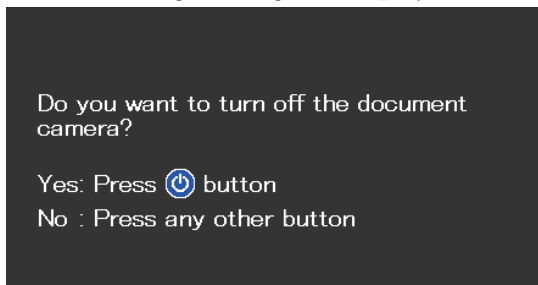 Do you want to turn off the document
camera?
Yes: Press button
No : Press any other button